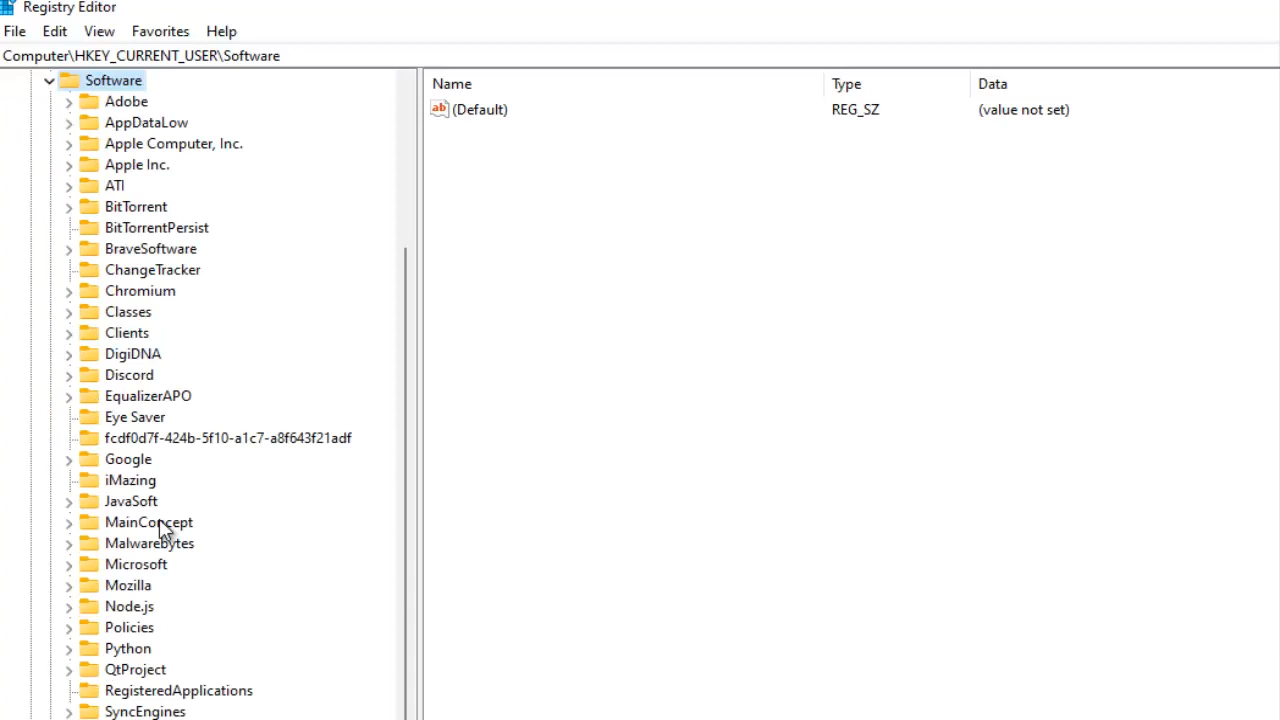 Registry Editor
File Edit View Favorites Help
Computer\HKEY_CURRENT_USER\Software
Software
Adobe
AppDataLow
Apple Computer, Inc.
Apple Inc.
ATI
BitTorrent
BitTorrentPersist
BraveSoftware
ChangeTracker
Chromium
Classes
Clients
DigiDNA
Discord
EqualizerAPO
Eye Saver
fcdf0d7f-424b-5f10-a1c7-a8f643f21adf
Google
iMazing
JavaSoft
MainConcept
Malwarebytes
Microsoft
Mozilla
Node.js
Policies
Python
QtProject
RegisteredApplications
SyncEngines
Name Type Data
ab (Default) REG_SZ (value not set)